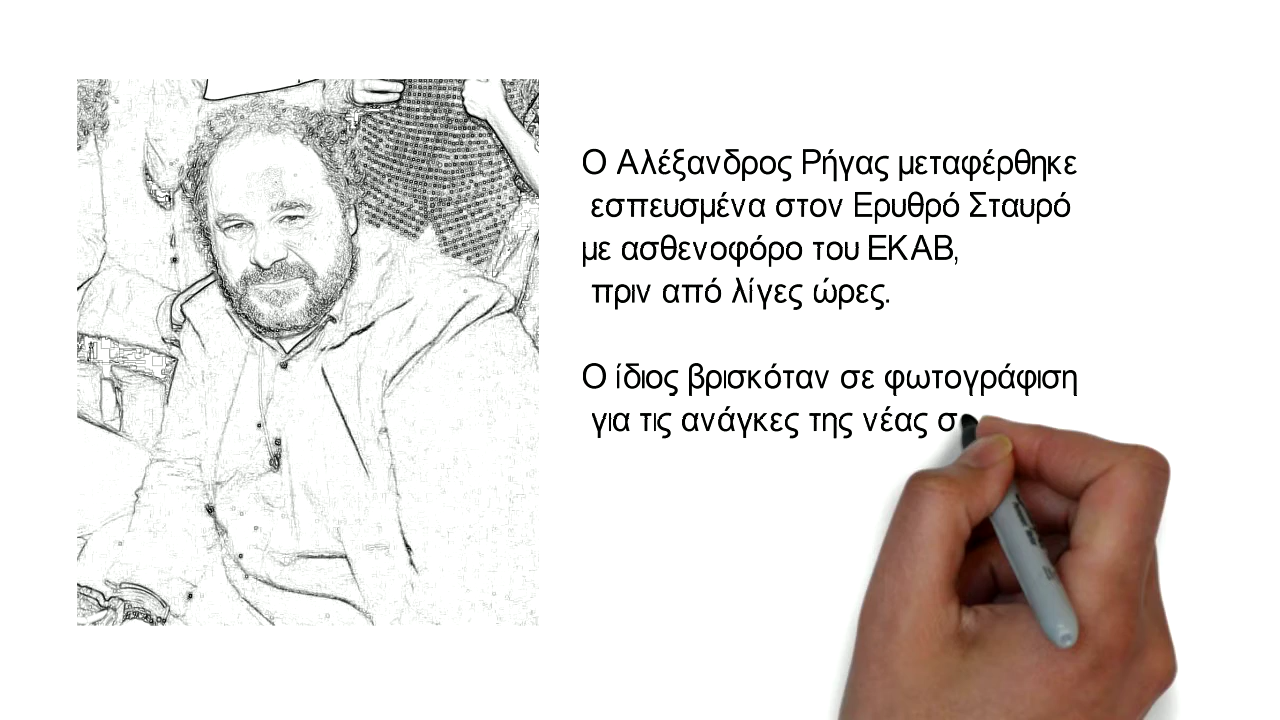 Ο Αλέξανδρος Ρήγας μεταφέρθηκε
εσπευσμένα στον Ερυθρό Σταυρό
με ασθενοφόρο του ΕΚΑΒ,
πριν από λίγες ώρες.
Ο ίδιος βρισκόταν σε φωτογράφιση
για τις ανάγκες της νέας σ